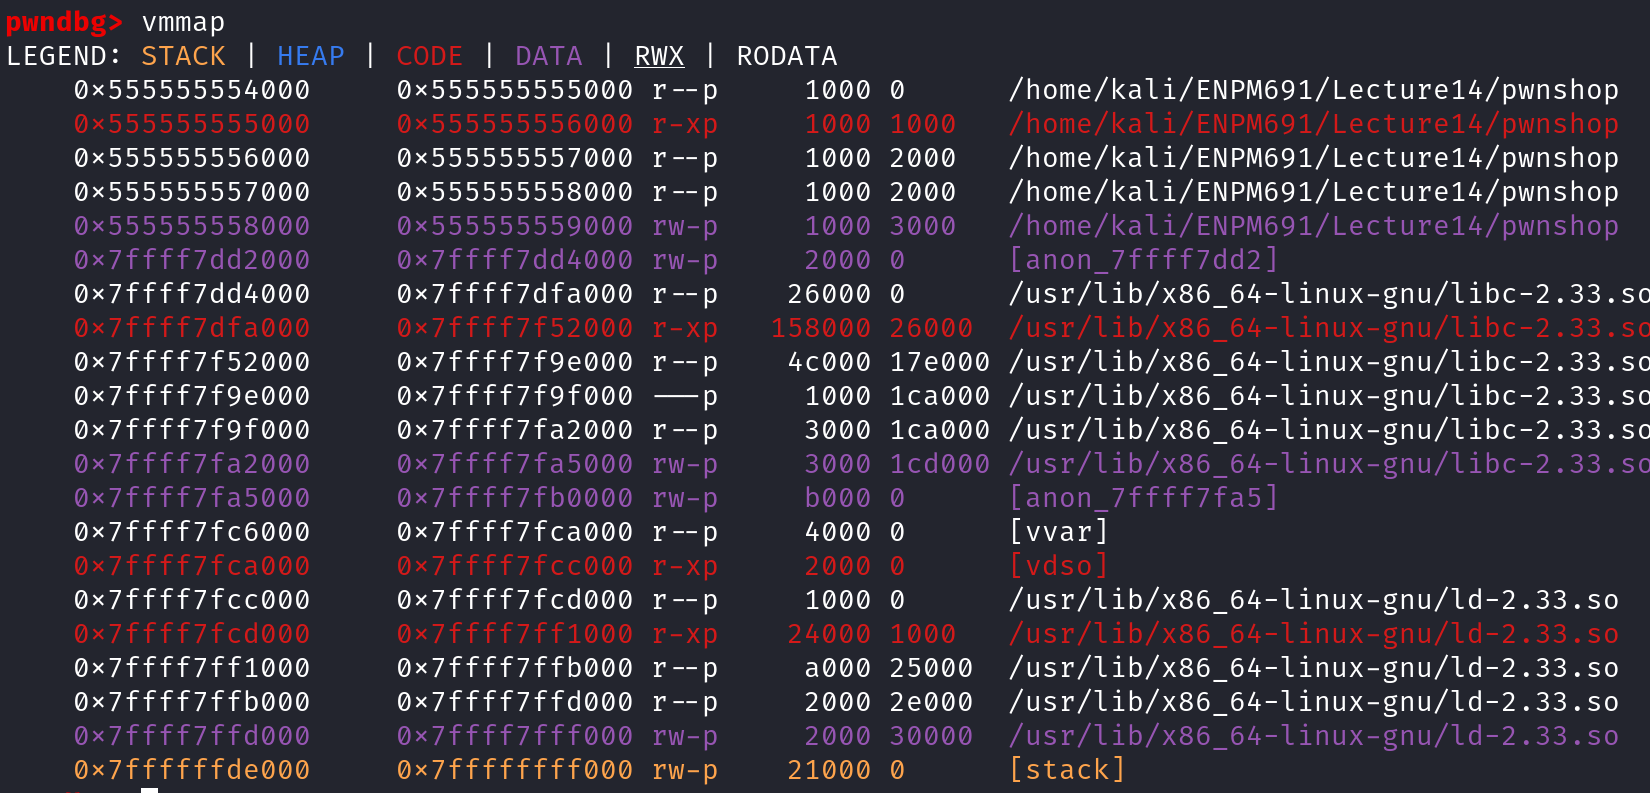 pwndbg> vmmap
LEGEND: STACK | HEAP | CODE | DATA | RWX | RODATA
0x555555554000 0x555555555000 r--p 1000 0 /home/kali/ENPM691/Lecture14/pwnshop
0x555555555000 0x555555556000 r-xp 1000 1000 /home/kali/ENPM691/Lecture14/pwnshop
0x555555556000 0x555555557000 r--p 1000 2000 /home/kali/ENPM691/Lecture14/pwnshop
0x555555557000 0x555555558000 r--p 1000 2000 /home/kali/ENPM691/Lecture14/pwnshop
0x555555558000 0x555555559000 rw-p 1000 3000 /home/kali/ENPM691/Lecture14/pwnshop
0x7ffff7dd2000 0x7ffff7dd4000 rw-p 2000 0 [anon_7ffff7dd2]
0x7ffff7dd4000 0x7ffff7dfa000 r--p 26000 0 /usr/lib/x86_64-linux-gnu/libc-2.33.so
0x7ffff7dfa000 0x7ffff7f52000 r-xp 158000 26000 /usr/lib/x86_64-linux-gnu/libc-2.33.so
0x7ffff7f52000 0x7ffff7f9e000 r--p 4c000 17e000 /usr/lib/x86_64-linux-gnu/libc-2.33.so
0x7ffff7f9e000 0x7ffff7f9f000 ---p 1000 1ca000 /usr/lib/x86_64-linux-gnu/libc-2.33.so
0x7ffff7f9f000 0x7ffff7fa2000 r--p 3000 1ca000 /usr/lib/x86_64-linux-gnu/libc-2.33.so
0x7ffff7fa2000 0x7ffff7fa5000 rw-p 3000 1cd000 /usr/lib/x86_64-linux-gnu/libc-2.33.so
0x7ffff7fa5000 0x7ffff7fb0000 rw-p b000 0 [anon_7ffff7fa5]
0x7ffff7fc6000 0x7ffff7fca000 r--p 4000 0 [vvar]
0x7ffff7fca000 0x7ffff7fcc000 r-xp 2000 0 [vdso]
0x7ffff7fcc000 0x7ffff7fcd000 r--p 1000 0 /usr/lib/x86_64-linux-gnu/ld-2.33.so
0x7ffff7fcd000 0x7ffff7ff1000 r-xp 24000 1000 /usr/lib/x86_64-linux-gnu/ld-2.33.so
0x7ffff7ff1000 0x7ffff7ffb000 r--p a000 25000 /usr/lib/x86_64-linux-gnu/ld-2.33.so
0x7ffff7ffb000 0x7ffff7ffd000 r--p 2000 2e000 /usr/lib/x86_64-linux-gnu/ld-2.33.so
0x7ffff7ffd000 0x7ffff7fff000 rw-p 2000 30000 /usr/lib/x86_64-linux-gnu/ld-2.33.so
0x7ffffffde000 0x7ffffffff000 rw-p 21000 0 [stack]